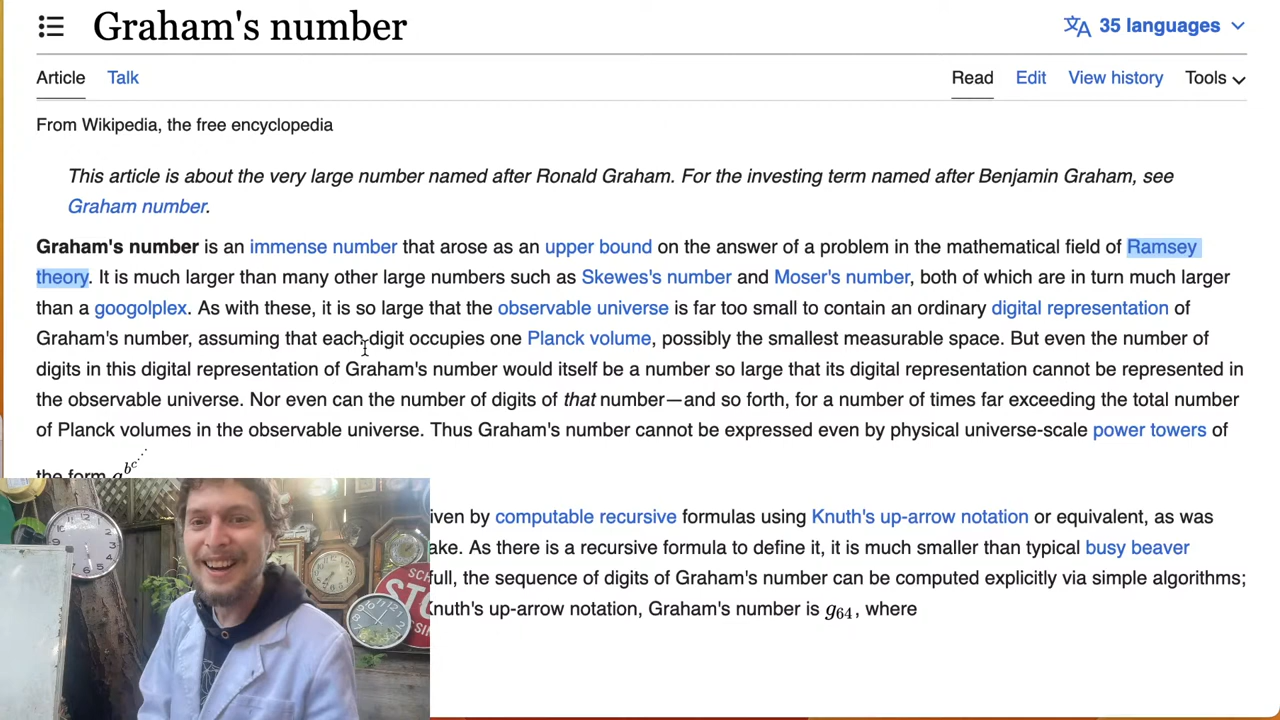 Graham's number
35 languages
Article Talk Read Edit View history Tools
From Wikipedia, the free encyclopedia
This article is about the very large number named after Ronald Graham. For the investing term named after Benjamin Graham, see
Graham number.
Graham's number is an immense number that arose as an upper bound on the answer of a problem in the mathematical field of Ramsey
theory. It is much larger than many other large numbers such as Skewes's number and Moser's number, both of which are in turn much larger
than a googolplex. As with these, it is so large that the observable universe is far too small to contain an ordinary digital representation of
Graham's number, assuming that each digit occupies one Planck volume, possibly the smallest measurable space. But even the number of
digits in this digital representation of Graham's number would itself be a number so large that its digital representation cannot be represented in
the observable universe. Nor even can the number of digits of that number—and so forth, for a number of times far exceeding the total number
of Planck volumes in the observable universe. Thus Graham's number cannot be expressed even by physical universe-scale power towers of
the form a^b^c^⋰
iven by computable recursive formulas using Knuth's up-arrow notation or equivalent, as was
ake. As there is a recursive formula to define it, it is much smaller than typical busy beaver
full, the sequence of digits of Graham's number can be computed explicitly via simple algorithms;
Knuth's up-arrow notation, Graham's number is g₆₄, where